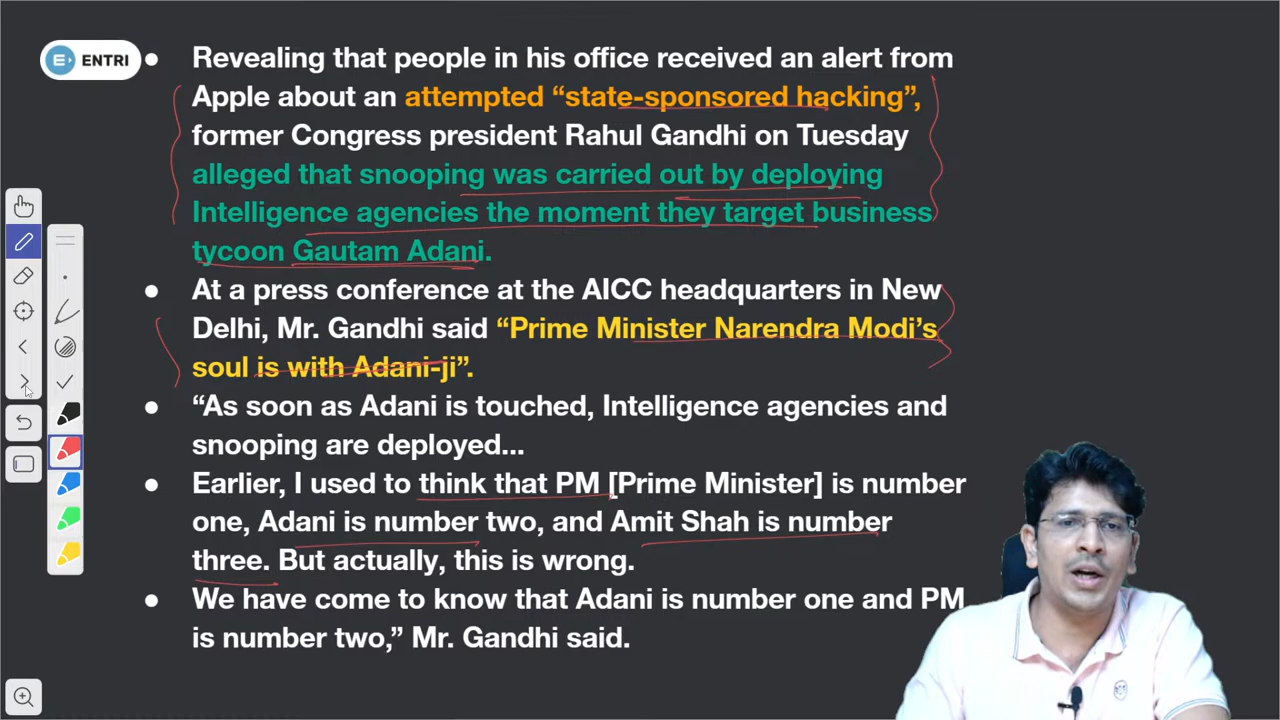 ENTRI
● Revealing that people in his office received an alert from
Apple about an attempted “state-sponsored hacking”,
former Congress president Rahul Gandhi on Tuesday
alleged that snooping was carried out by deploying
Intelligence agencies the moment they target business
tycoon Gautam Adani.
● At a press conference at the AICC headquarters in New
Delhi, Mr. Gandhi said “Prime Minister Narendra Modi’s
soul is with Adani-ji”.
● “As soon as Adani is touched, Intelligence agencies and
snooping are deployed...
● Earlier, I used to think that PM [Prime Minister] is number
one, Adani is number two, and Amit Shah is number
three. But actually, this is wrong.
● We have come to know that Adani is number one and PM
is number two,” Mr. Gandhi said.